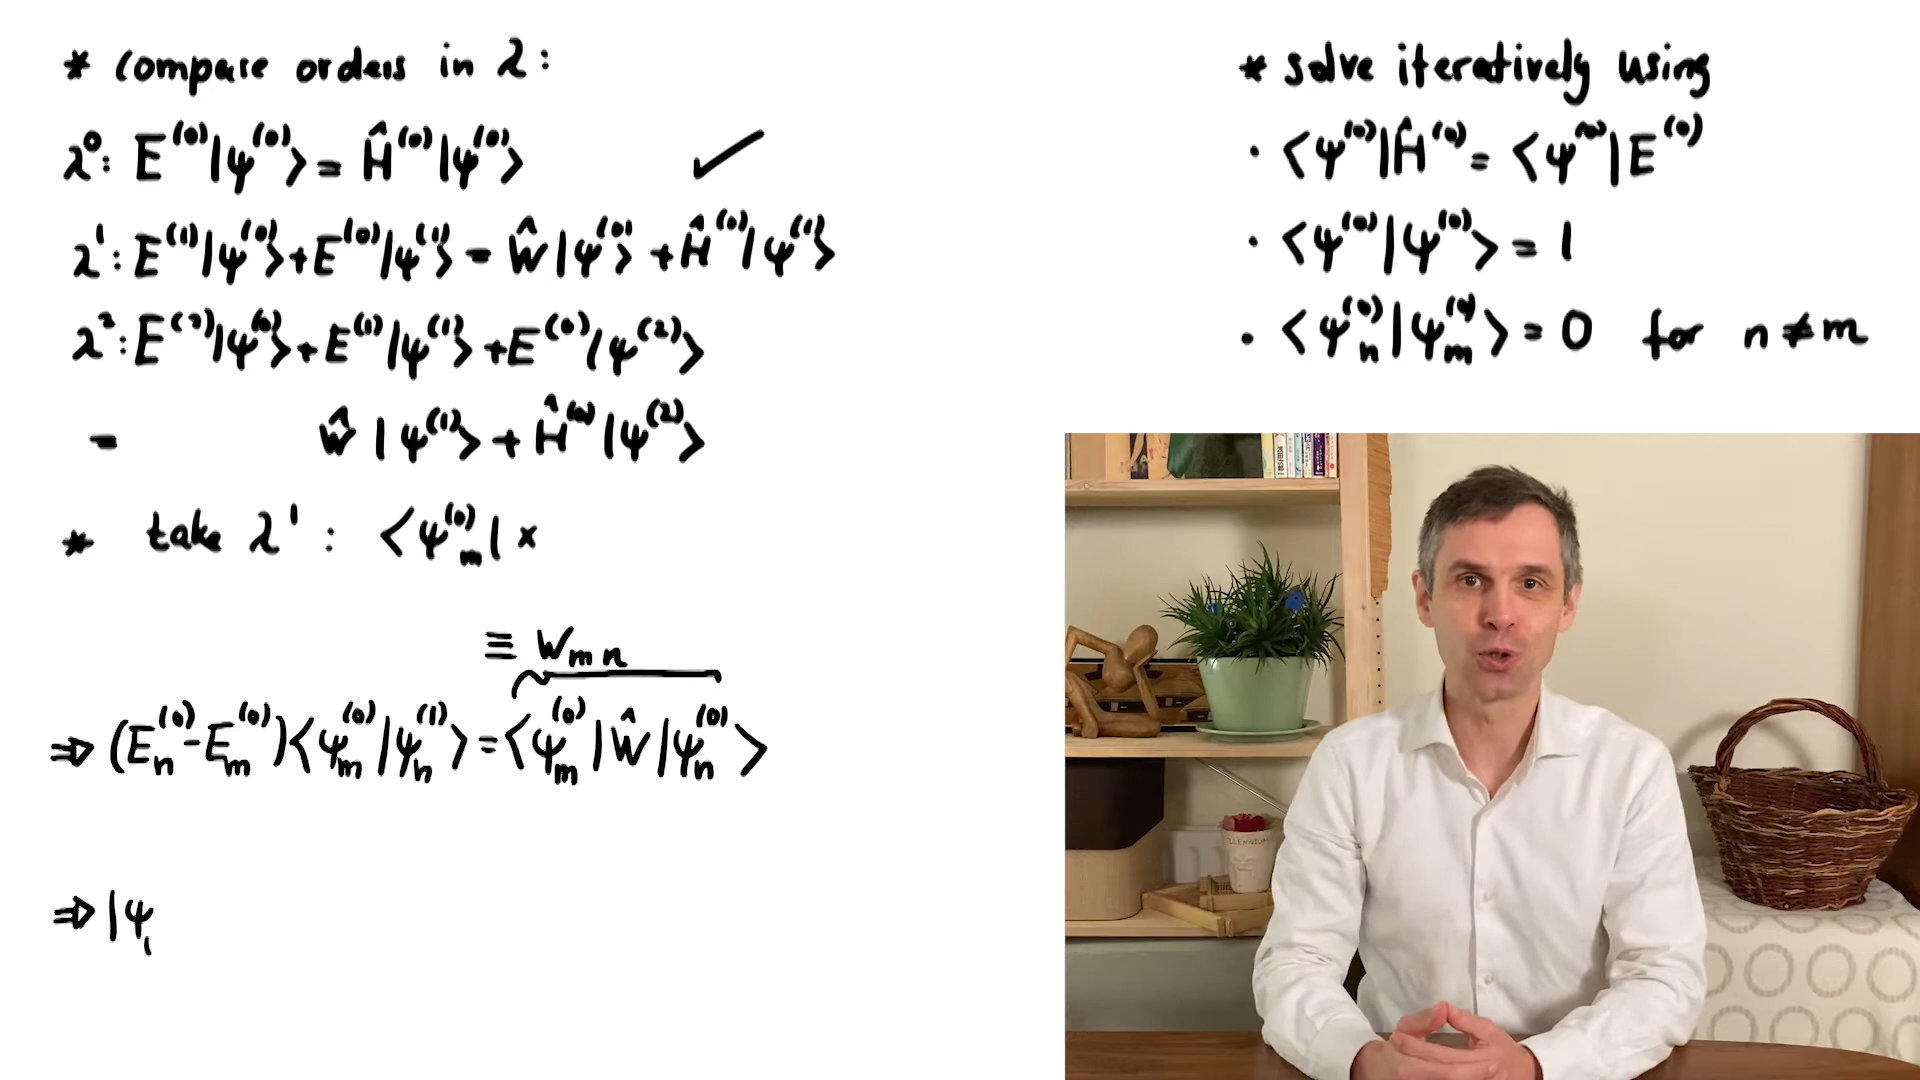 * compare orders in λ:
λ⁰: E⁽⁰⁾|ψ⁽⁰⁾⟩ = Ĥ⁽⁰⁾|ψ⁽⁰⁾⟩ ✓
λ¹: E⁽¹⁾|ψ⁽⁰⁾⟩ + E⁽⁰⁾|ψ⁽¹⁾⟩ = Ŵ|ψ⁽⁰⁾⟩ + Ĥ⁽⁰⁾|ψ⁽¹⁾⟩
λ²: E⁽²⁾|ψ⁽⁰⁾⟩ + E⁽¹⁾|ψ⁽¹⁾⟩ + E⁽⁰⁾|ψ⁽²⁾⟩
= Ŵ|ψ⁽¹⁾⟩ + Ĥ⁽⁰⁾|ψ⁽²⁾⟩
* take λ¹: ⟨ψₘ⁽⁰⁾| ×
≡ Wₘₙ
⇒ (Eₙ⁽⁰⁾ - Eₘ⁽⁰⁾)⟨ψₘ⁽⁰⁾|ψₙ⁽¹⁾⟩ = ⟨ψₘ⁽⁰⁾|Ŵ|ψₙ⁽⁰⁾⟩
⇒ |ψ
* solve iteratively using
· ⟨ψ⁽⁰⁾|Ĥ⁽⁰⁾ = ⟨ψ⁽⁰⁾|E⁽⁰⁾
· ⟨ψ⁽⁰⁾|ψ⁽⁰⁾⟩ = 1
· ⟨ψₙ⁽⁰⁾|ψₘ⁽⁰⁾⟩ = 0 for n≠m